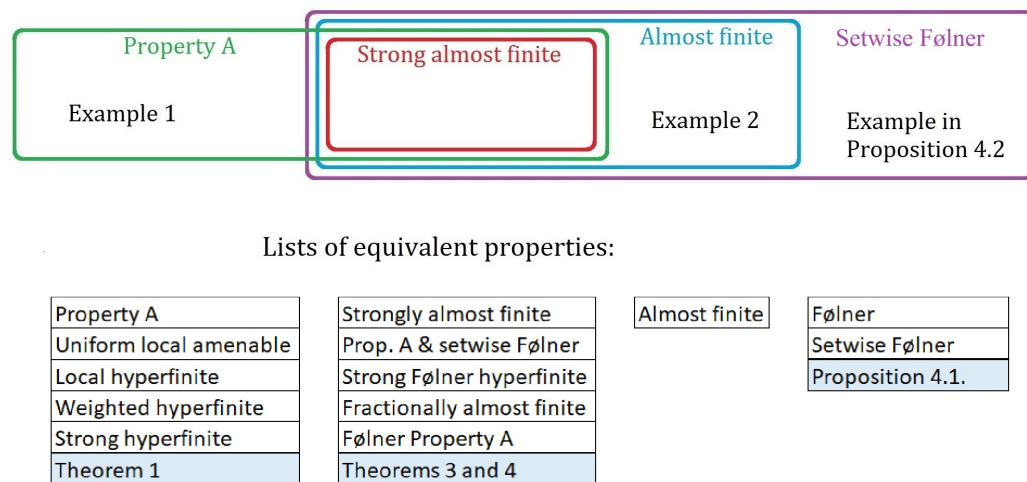 Property A
Strong almost finite
Almost finite
Setwise Følner
Example 1
Example 2
Example in
Proposition 4.2
Lists of equivalent properties:
Property A
Uniform local amenable
Local hyperfinite
Weighted hyperfinite
Strong hyperfinite
Theorem 1
Strongly almost finite
Prop. A & setwise Følner
Strong Følner hyperfinite
Fractionally almost finite
Følner Property A
Theorems 3 and 4
Almost finite
Følner
Setwise Følner
Proposition 4.1.